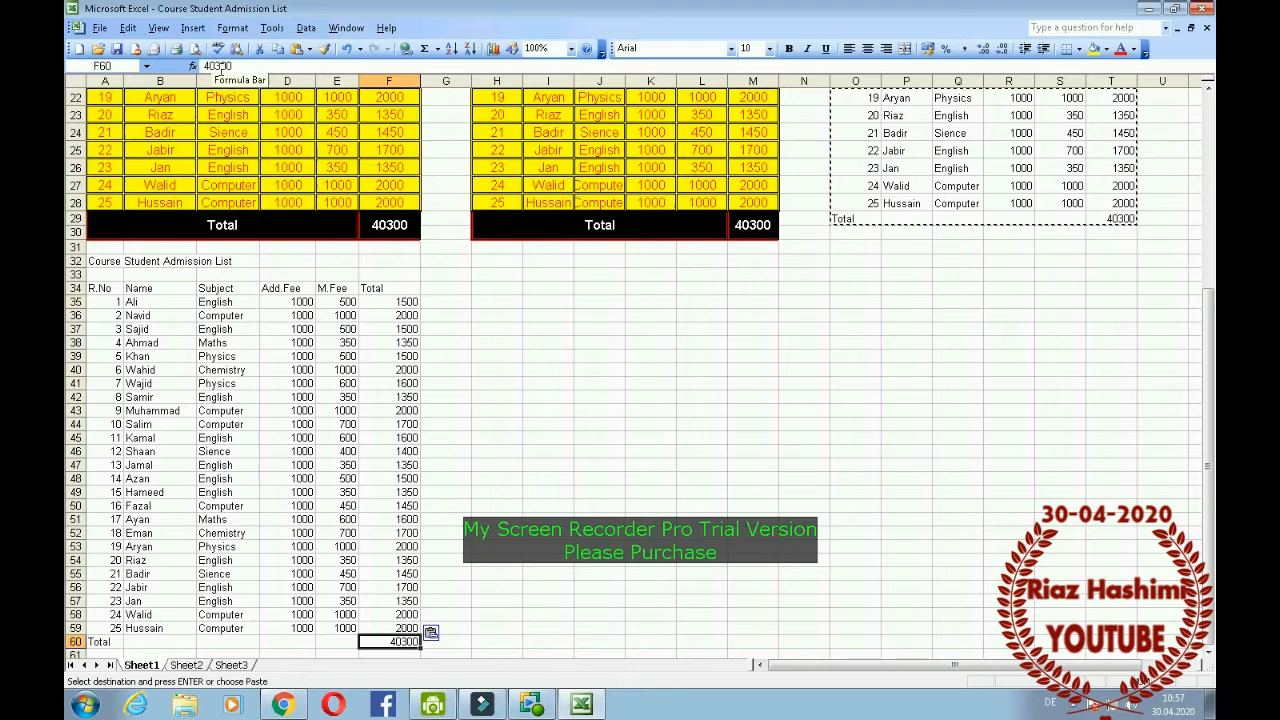 Microsoft Excel - Course Student Admission List
File Edit View Insert Format Tools Data Window Help
Type a question for help
100% Arial 10 B I U
F60 fx 40300
Formula Bar
A B C D E F G H I J K L M N O P Q R S T U
22 19 Aryan Physics 1000 1000 2000 19 Aryan Physics 1000 1000 2000 19 Aryan Physics 1000 1000 2000
23 20 Riaz English 1000 350 1350 20 Riaz English 1000 350 1350 20 Riaz English 1000 350 1350
24 21 Badir Sience 1000 450 1450 21 Badir Sience 1000 450 1450 21 Badir Sience 1000 450 1450
25 22 Jabir English 1000 700 1700 22 Jabir English 1000 700 1700 22 Jabir English 1000 700 1700
26 23 Jan English 1000 350 1350 23 Jan English 1000 350 1350 23 Jan English 1000 350 1350
27 24 Walid Computer 1000 1000 2000 24 Walid Compute 1000 1000 2000 24 Walid Computer 1000 1000 2000
28 25 Hussain Computer 1000 1000 2000 25 Hussain Compute 1000 1000 2000 25 Hussain Computer 1000 1000 2000
29 Total 40300 Total 40300 Total 40300
30
31
32 Course Student Admission List
33
34 R.No Name Subject Add.Fee M.Fee Total
35 1 Ali English 1000 500 1500
36 2 Navid Computer 1000 1000 2000
37 3 Sajid English 1000 500 1500
38 4 Ahmad Maths 1000 350 1350
39 5 Khan Physics 1000 500 1500
40 6 Wahid Chemistry 1000 1000 2000
41 7 Wajid Physics 1000 600 1600
42 8 Samir English 1000 350 1350
43 9 Muhammad Computer 1000 1000 2000
44 10 Salim Computer 1000 700 1700
45 11 Kamal English 1000 600 1600
46 12 Shaan Sience 1000 400 1400
47 13 Jamal English 1000 350 1350
48 14 Azan English 1000 500 1500
49 15 Hameed English 1000 350 1350
50 16 Fazal Computer 1000 450 1450
51 17 Ayan Maths 1000 600 1600
52 18 Eman Chemistry 1000 700 1700
53 19 Aryan Physics 1000 1000 2000
54 20 Riaz English 1000 350 1350
55 21 Badir Sience 1000 450 1450
56 22 Jabir English 1000 700 1700
57 23 Jan English 1000 350 1350
58 24 Walid Computer 1000 1000 2000
59 25 Hussain Computer 1000 1000 2000
60 Total 40300
61
My Screen Recorder Pro Trial Version
Please Purchase
30-04-2020
Riaz Hashimi
YOUTUBE
Sheet1 Sheet2 Sheet3
Select destination and press ENTER or choose Paste
DE 10:57
30.04.2020